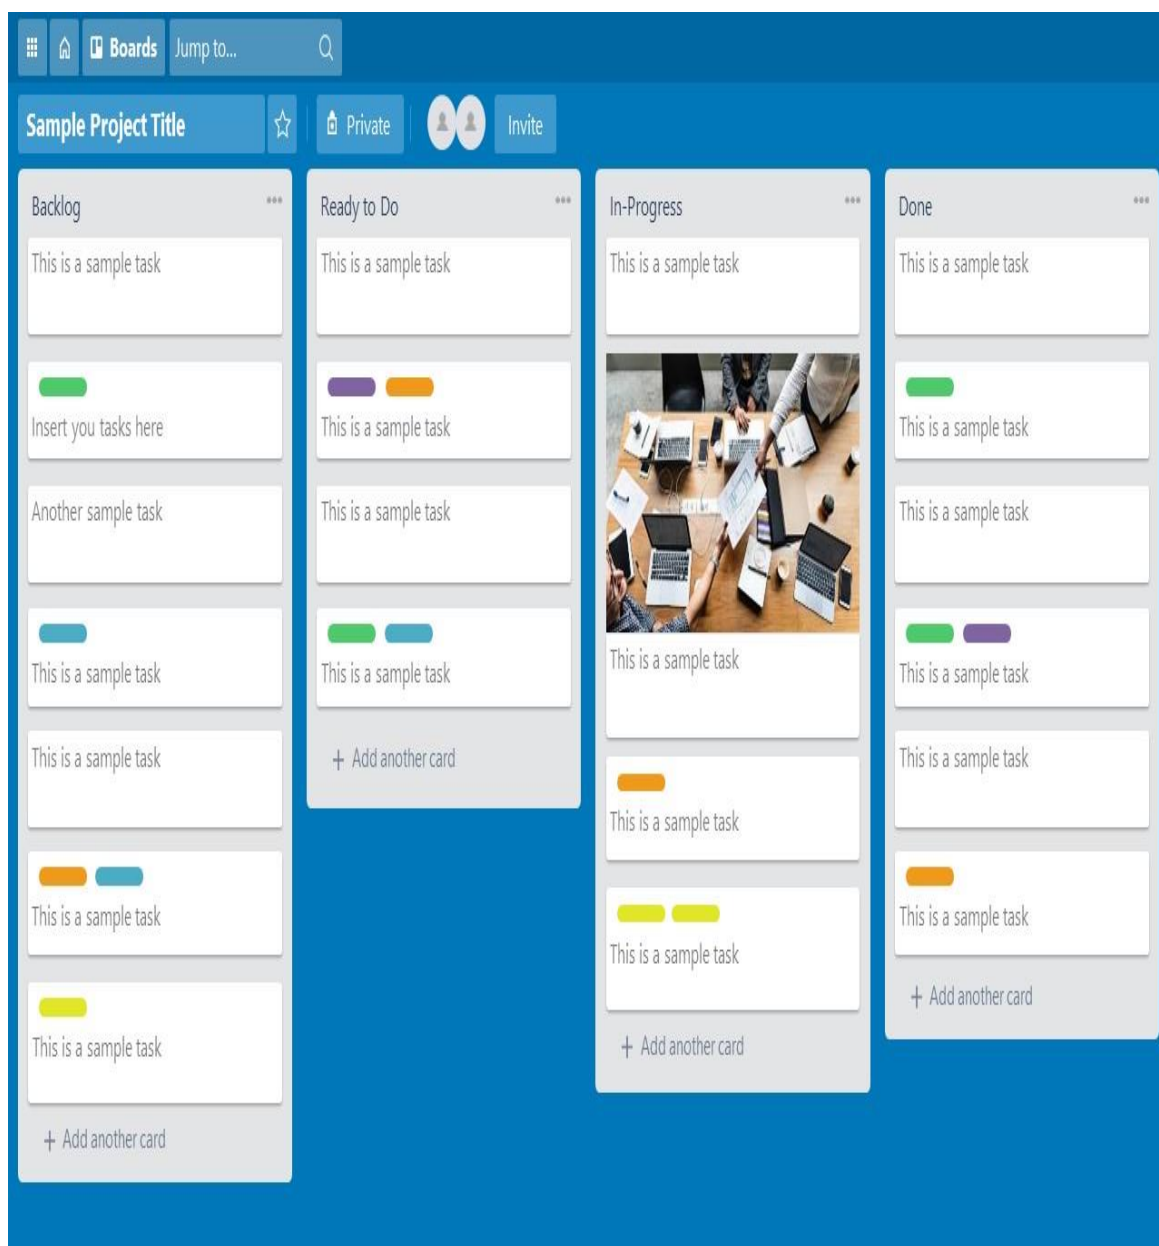 Boards Jump to...
Sample Project Title Private Invite
Backlog
This is a sample task
Insert you tasks here
Another sample task
This is a sample task
This is a sample task
This is a sample task
This is a sample task
+ Add another card
Ready to Do
This is a sample task
This is a sample task
This is a sample task
This is a sample task
+ Add another card
In-Progress
This is a sample task
This is a sample task
This is a sample task
This is a sample task
+ Add another card
Done
This is a sample task
This is a sample task
This is a sample task
This is a sample task
This is a sample task
This is a sample task
+ Add another card